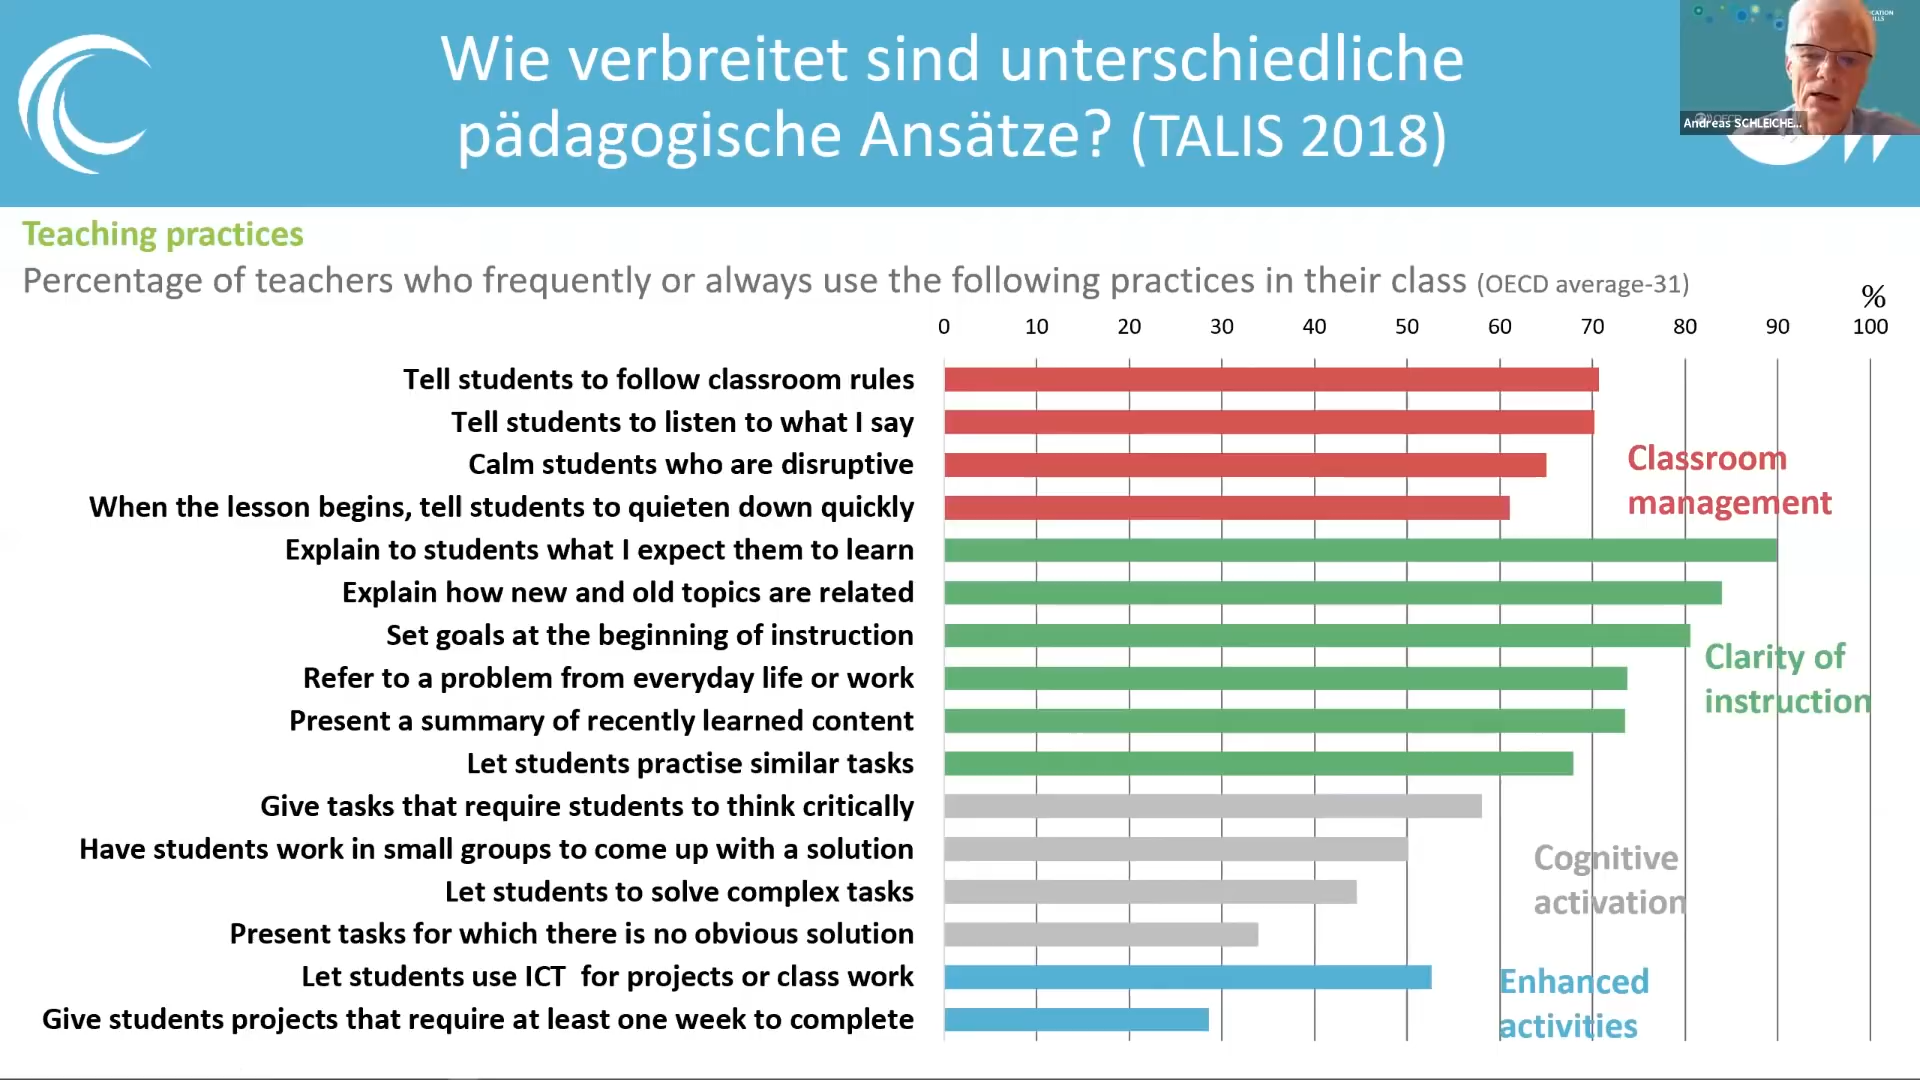 Wie verbreitet sind unterschiedliche
pädagogische Ansätze? (TALIS 2018)
Andreas SCHLEICHE...
Teaching practices
Percentage of teachers who frequently or always use the following practices in their class (OECD average-31)
%
0 10 20 30 40 50 60 70 80 90 100
Tell students to follow classroom rules
Tell students to listen to what I say
Calm students who are disruptive
When the lesson begins, tell students to quieten down quickly
Classroom
management
Explain to students what I expect them to learn
Explain how new and old topics are related
Set goals at the beginning of instruction
Refer to a problem from everyday life or work
Present a summary of recently learned content
Let students practise similar tasks
Clarity of
instruction
Give tasks that require students to think critically
Have students work in small groups to come up with a solution
Let students to solve complex tasks
Present tasks for which there is no obvious solution
Cognitive
activation
Let students use ICT  for projects or class work
Give students projects that require at least one week to complete
Enhanced
activities